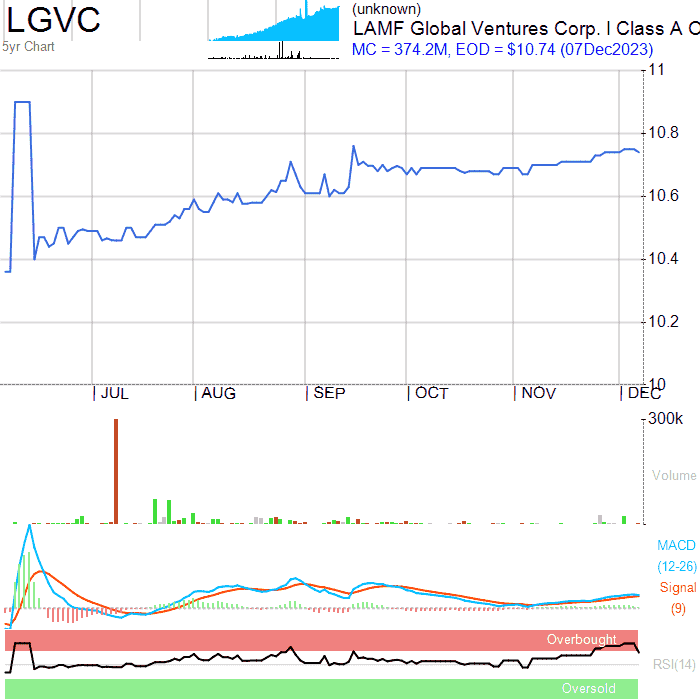 LGVC
5yr Chart
(unknown)
LAMF Global Ventures Corp. I Class A O
MC = 374.2M, EOD = $10.74 (07Dec2023)
11
10.8
10.6
10.4
10.2
10
JUL AUG SEP OCT NOV DEC
300k
Volume
MACD
(12-26)
Signal
(9)
Overbought
RSI(14)
Oversold